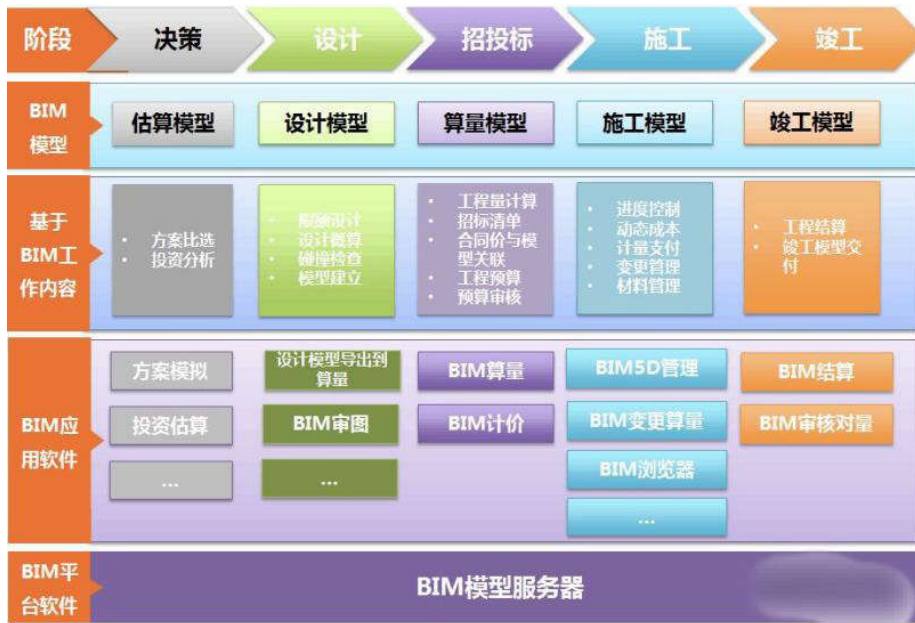 阶段
决策
设计
招投标
施工
竣工
BIM
模型
估算模型
设计模型
算量模型
施工模型
竣工模型
基于
BIM工
作内容
• 方案比选
• 投资分析
• 限额设计
• 设计概算
• 碰撞检查
• 模型建立
• 工程量计算
• 招标清单
• 合同价与模
型关联
• 工程预算
• 预算审核
• 进度控制
• 动态成本
• 计量支付
• 变更管理
• 材料管理
• 工程结算
• 竣工模型交
付
BIM应
用软件
方案模拟
投资估算
...
设计模型导出到
算量
BIM审图
...
BIM算量
BIM计价
BIM5D管理
BIM变更算量
BIM浏览器
...
BIM结算
BIM审核对量
BIM平
台软件
BIM模型服务器